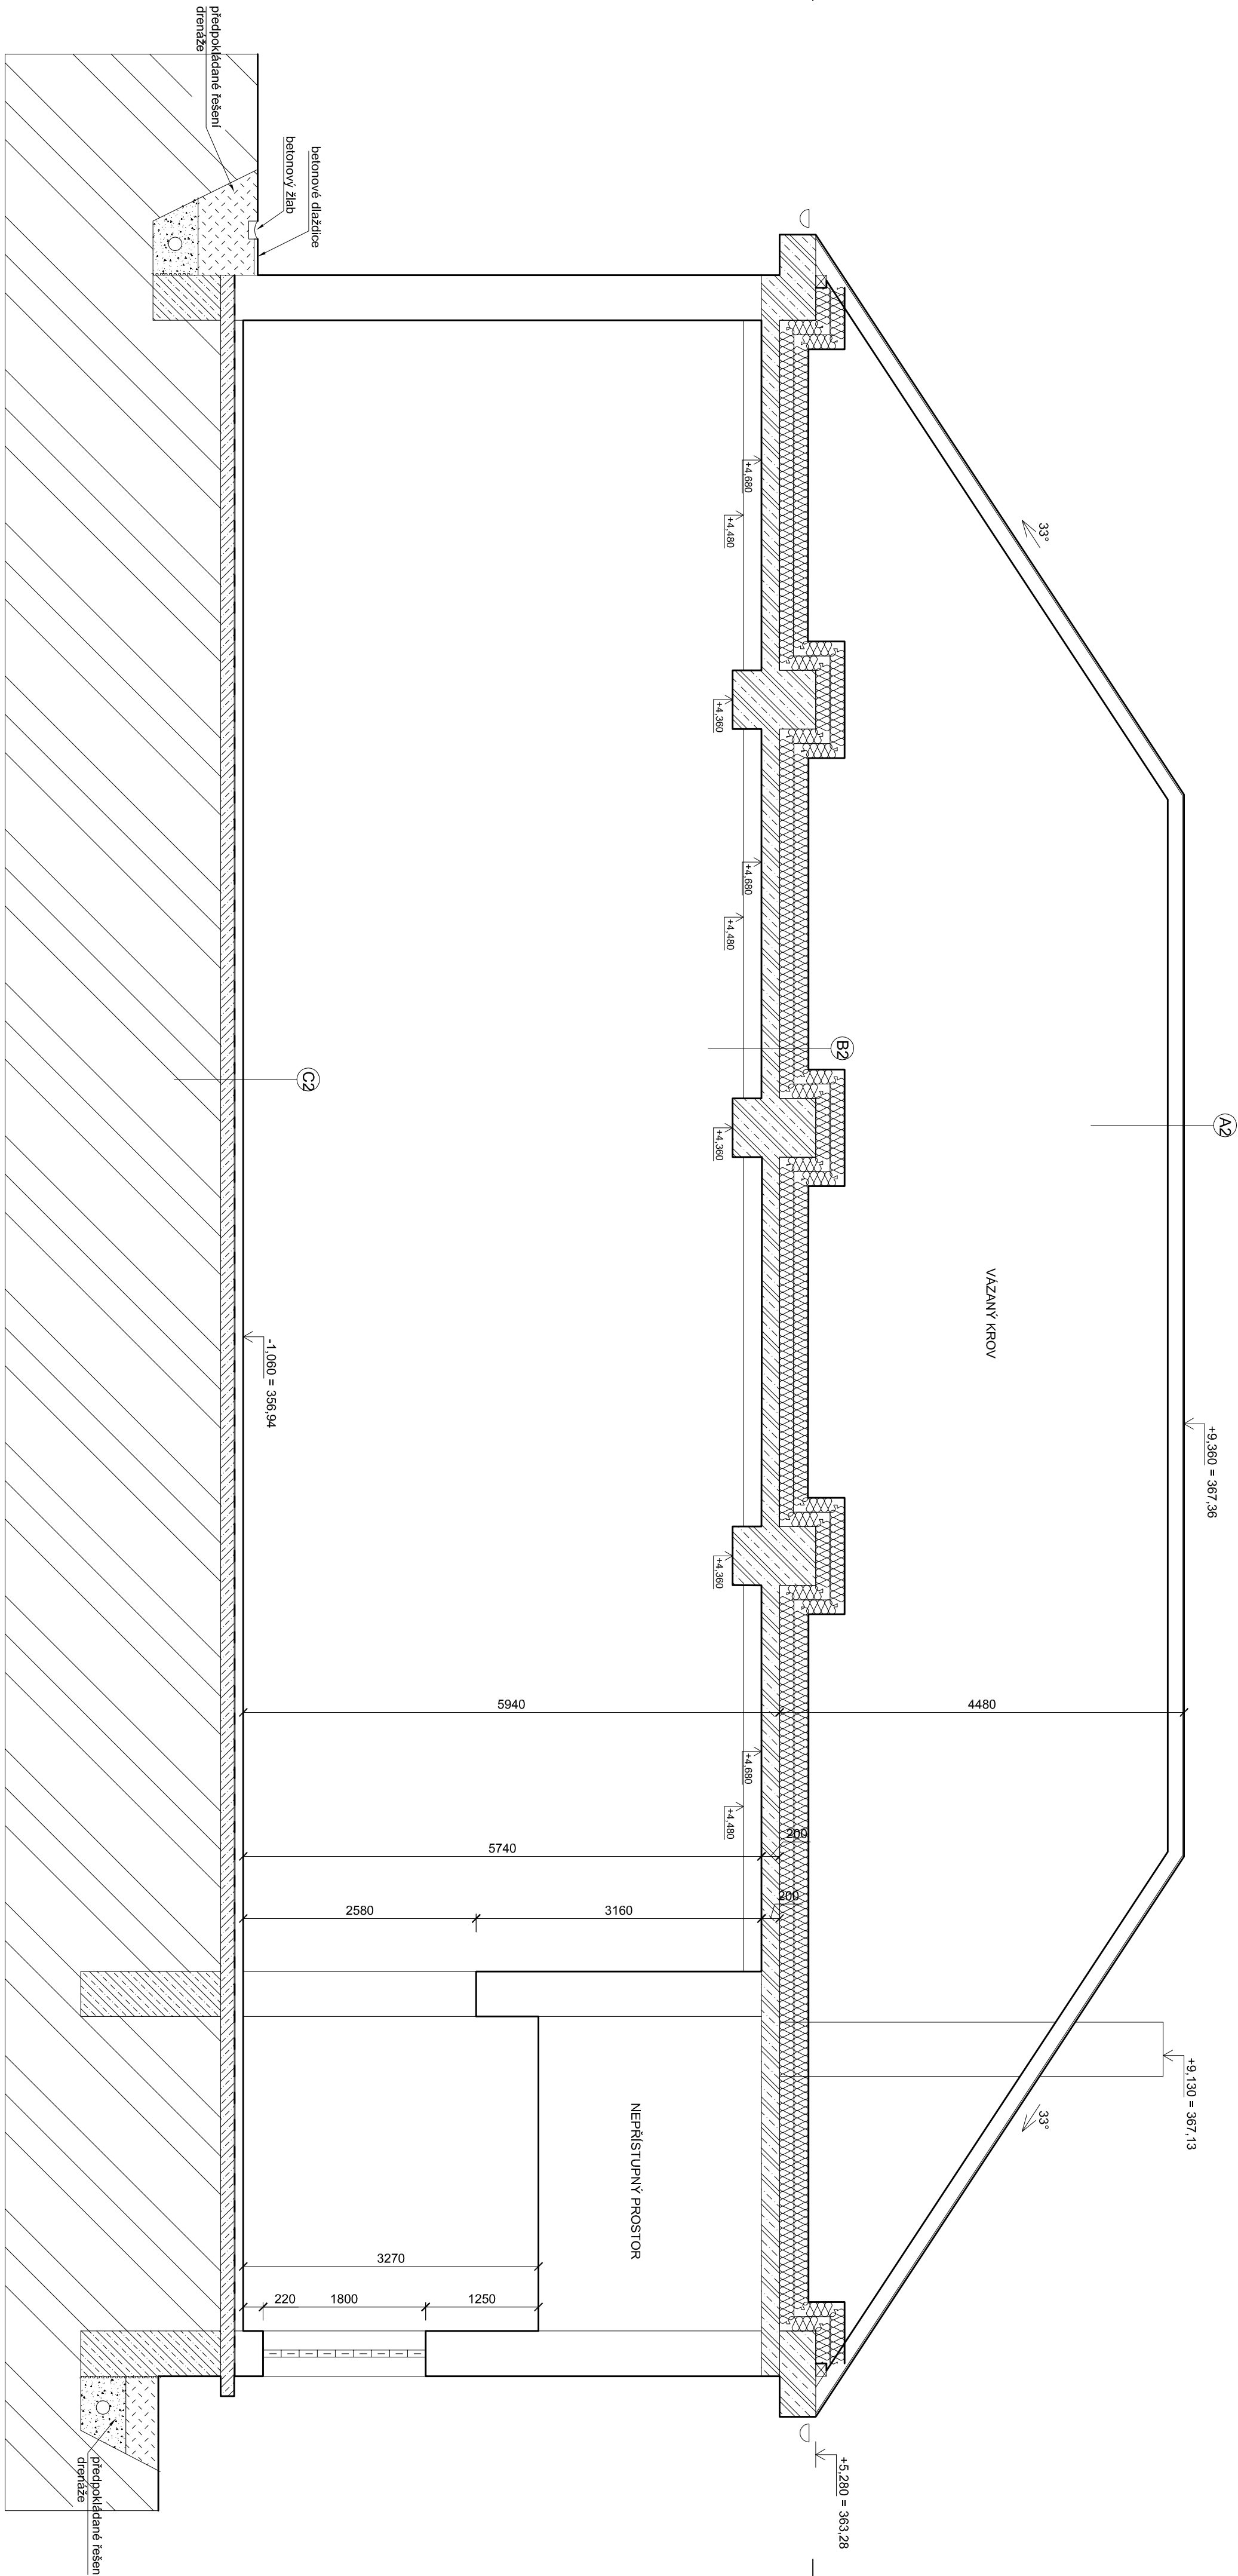 A2
+9,360 = 367,36
+9,130 = 367,13
33°
33°
VÁZANÝ KROV
4480
+5,280 = 363,28
B2
+4,680
+4,480
+4,360
+4,680
+4,480
+4,360
+4,360
+4,680
+4,480
200
200
5940
5740
2580
3160
NEPŘÍSTUPNÝ PROSTOR
3270
220
1800
1250
C2
-1,060 = 356,94
betonové dlaždice
betonový žlab
předpokládané řešení
drenáže
předpokládané řešen
drenáže